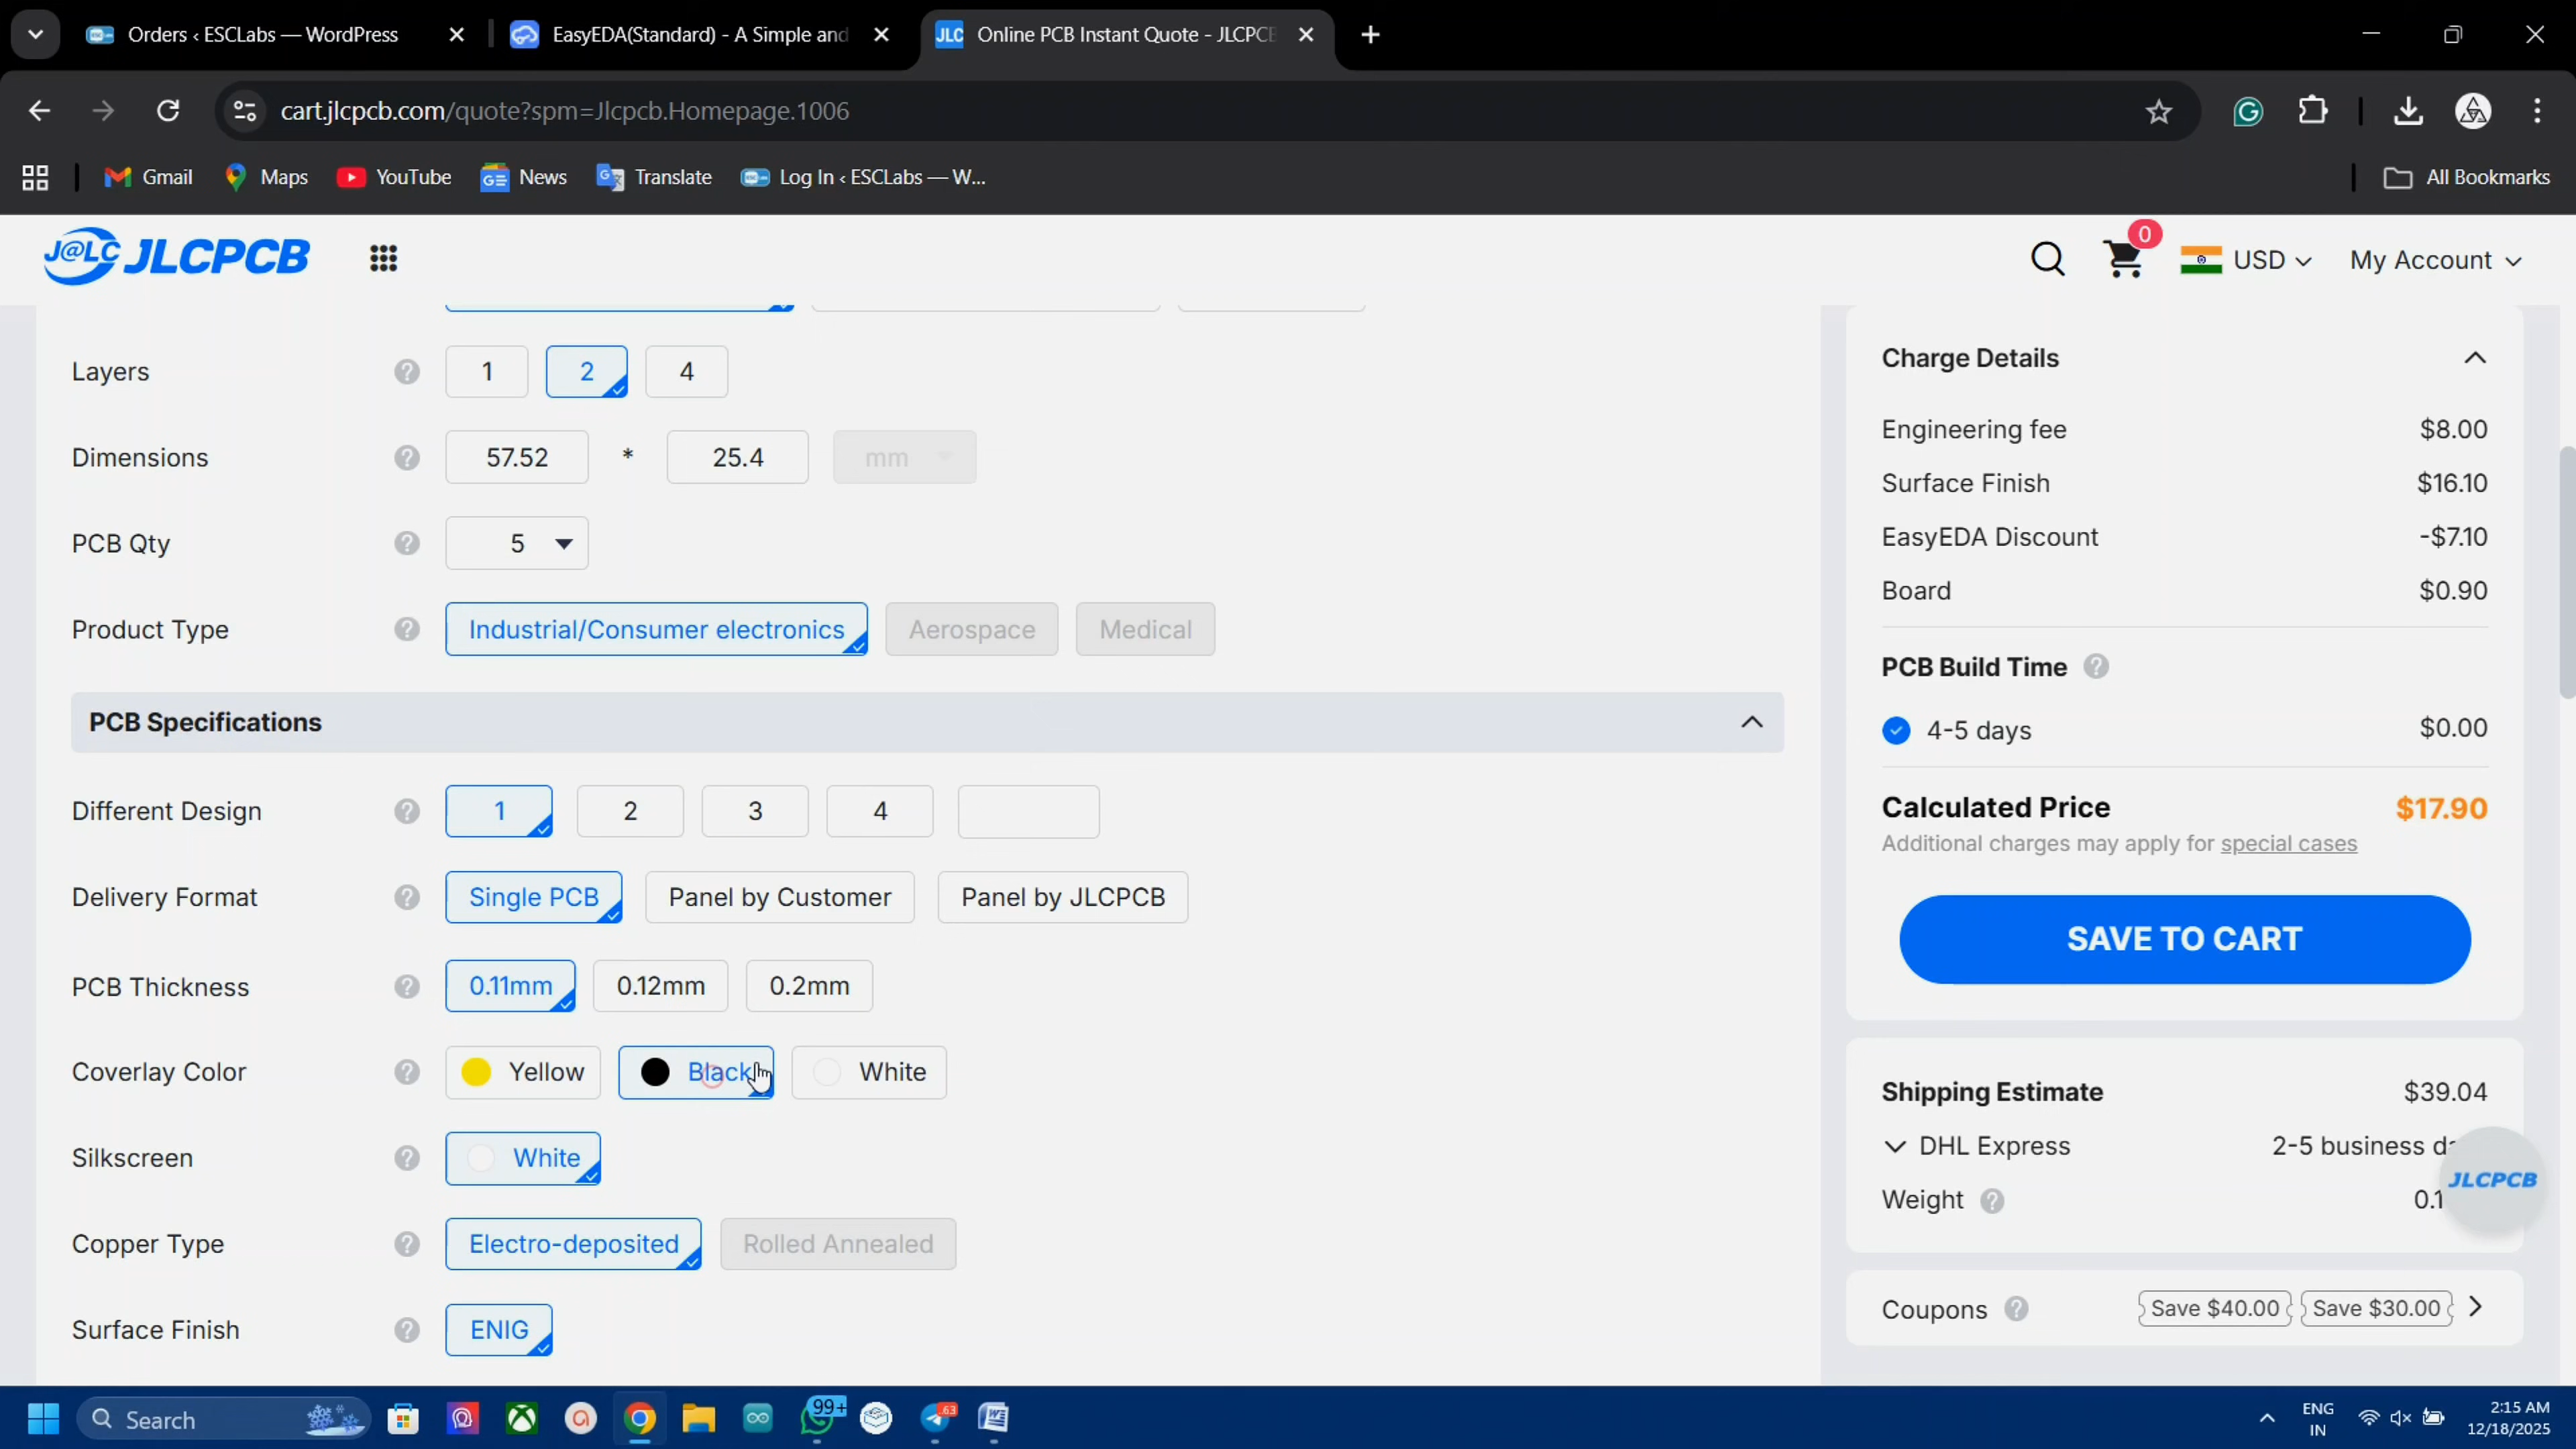 Orders ‹ ESCLabs — WordPress
EasyEDA(Standard) - A Simple and
JLC Online PCB Instant Quote - JLCPCB
cart.jlcpcb.com/quote?spm=Jlcpcb.Homepage.1006
Gmail Maps YouTube News Translate Log In ‹ ESCLabs — W... All Bookmarks
J@LC JLCPCB 0 USD My Account
Layers ? 1 2 4
Dimensions ? 57.52 * 25.4 mm
PCB Qty ? 5
Product Type ? Industrial/Consumer electronics Aerospace Medical
PCB Specifications
Different Design ? 1 2 3 4
Delivery Format ? Single PCB Panel by Customer Panel by JLCPCB
PCB Thickness ? 0.11mm 0.12mm 0.2mm
Coverlay Color ? Yellow Black White
Silkscreen ? White
Copper Type ? Electro-deposited Rolled Annealed
Surface Finish ? ENIG
Charge Details
Engineering fee $8.00
Surface Finish $16.10
EasyEDA Discount -$7.10
Board $0.90
PCB Build Time ?
4-5 days $0.00
Calculated Price $17.90
Additional charges may apply for special cases
SAVE TO CART
Shipping Estimate $39.04
DHL Express 2-5 business
Weight ?
JLCPCB
Coupons ? Save $40.00 Save $30.00
Search 99+ 63 ENG
IN
2:15 AM
12/18/2025